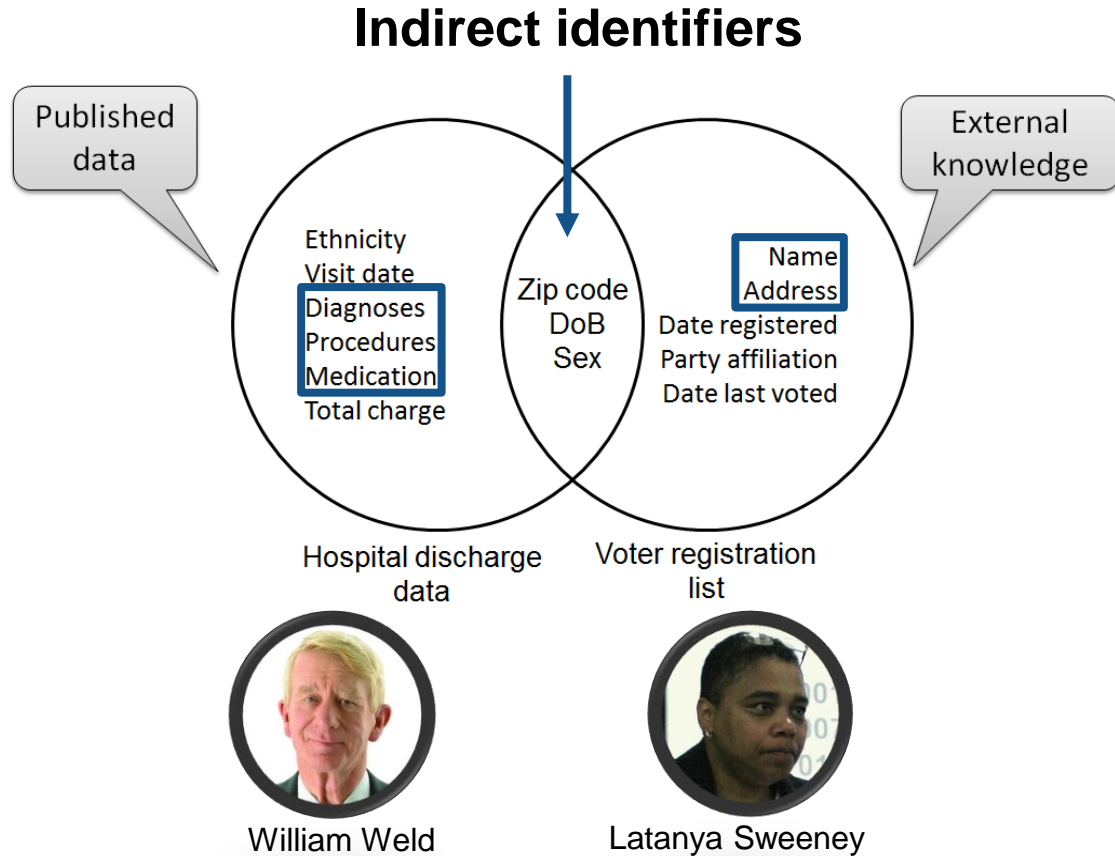 Indirect identifiers
Published
data
External
knowledge
Ethnicity
Visit date
Diagnoses
Procedures
Medication
Total charge
Zip code
DoB
Sex
Name
Address
Date registered
Party affiliation
Date last voted
Hospital discharge
data
Voter registration
list
William Weld
Latanya Sweeney